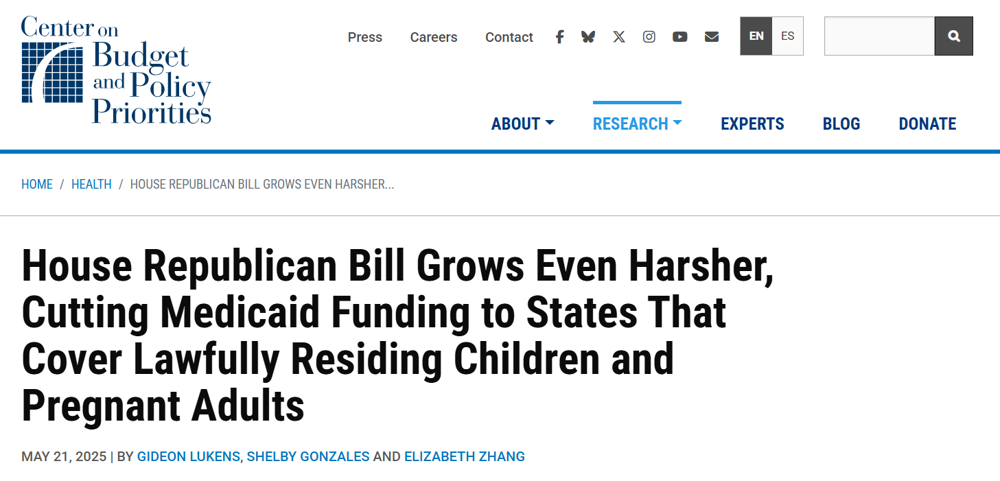 Center on
Budget
and Policy
Priorities
Press Careers Contact EN ES
ABOUT RESEARCH EXPERTS BLOG DONATE
HOME / HEALTH / HOUSE REPUBLICAN BILL GROWS EVEN HARSHER...
House Republican Bill Grows Even Harsher,
Cutting Medicaid Funding to States That
Cover Lawfully Residing Children and
Pregnant Adults
MAY 21, 2025 | BY GIDEON LUKENS, SHELBY GONZALES AND ELIZABETH ZHANG